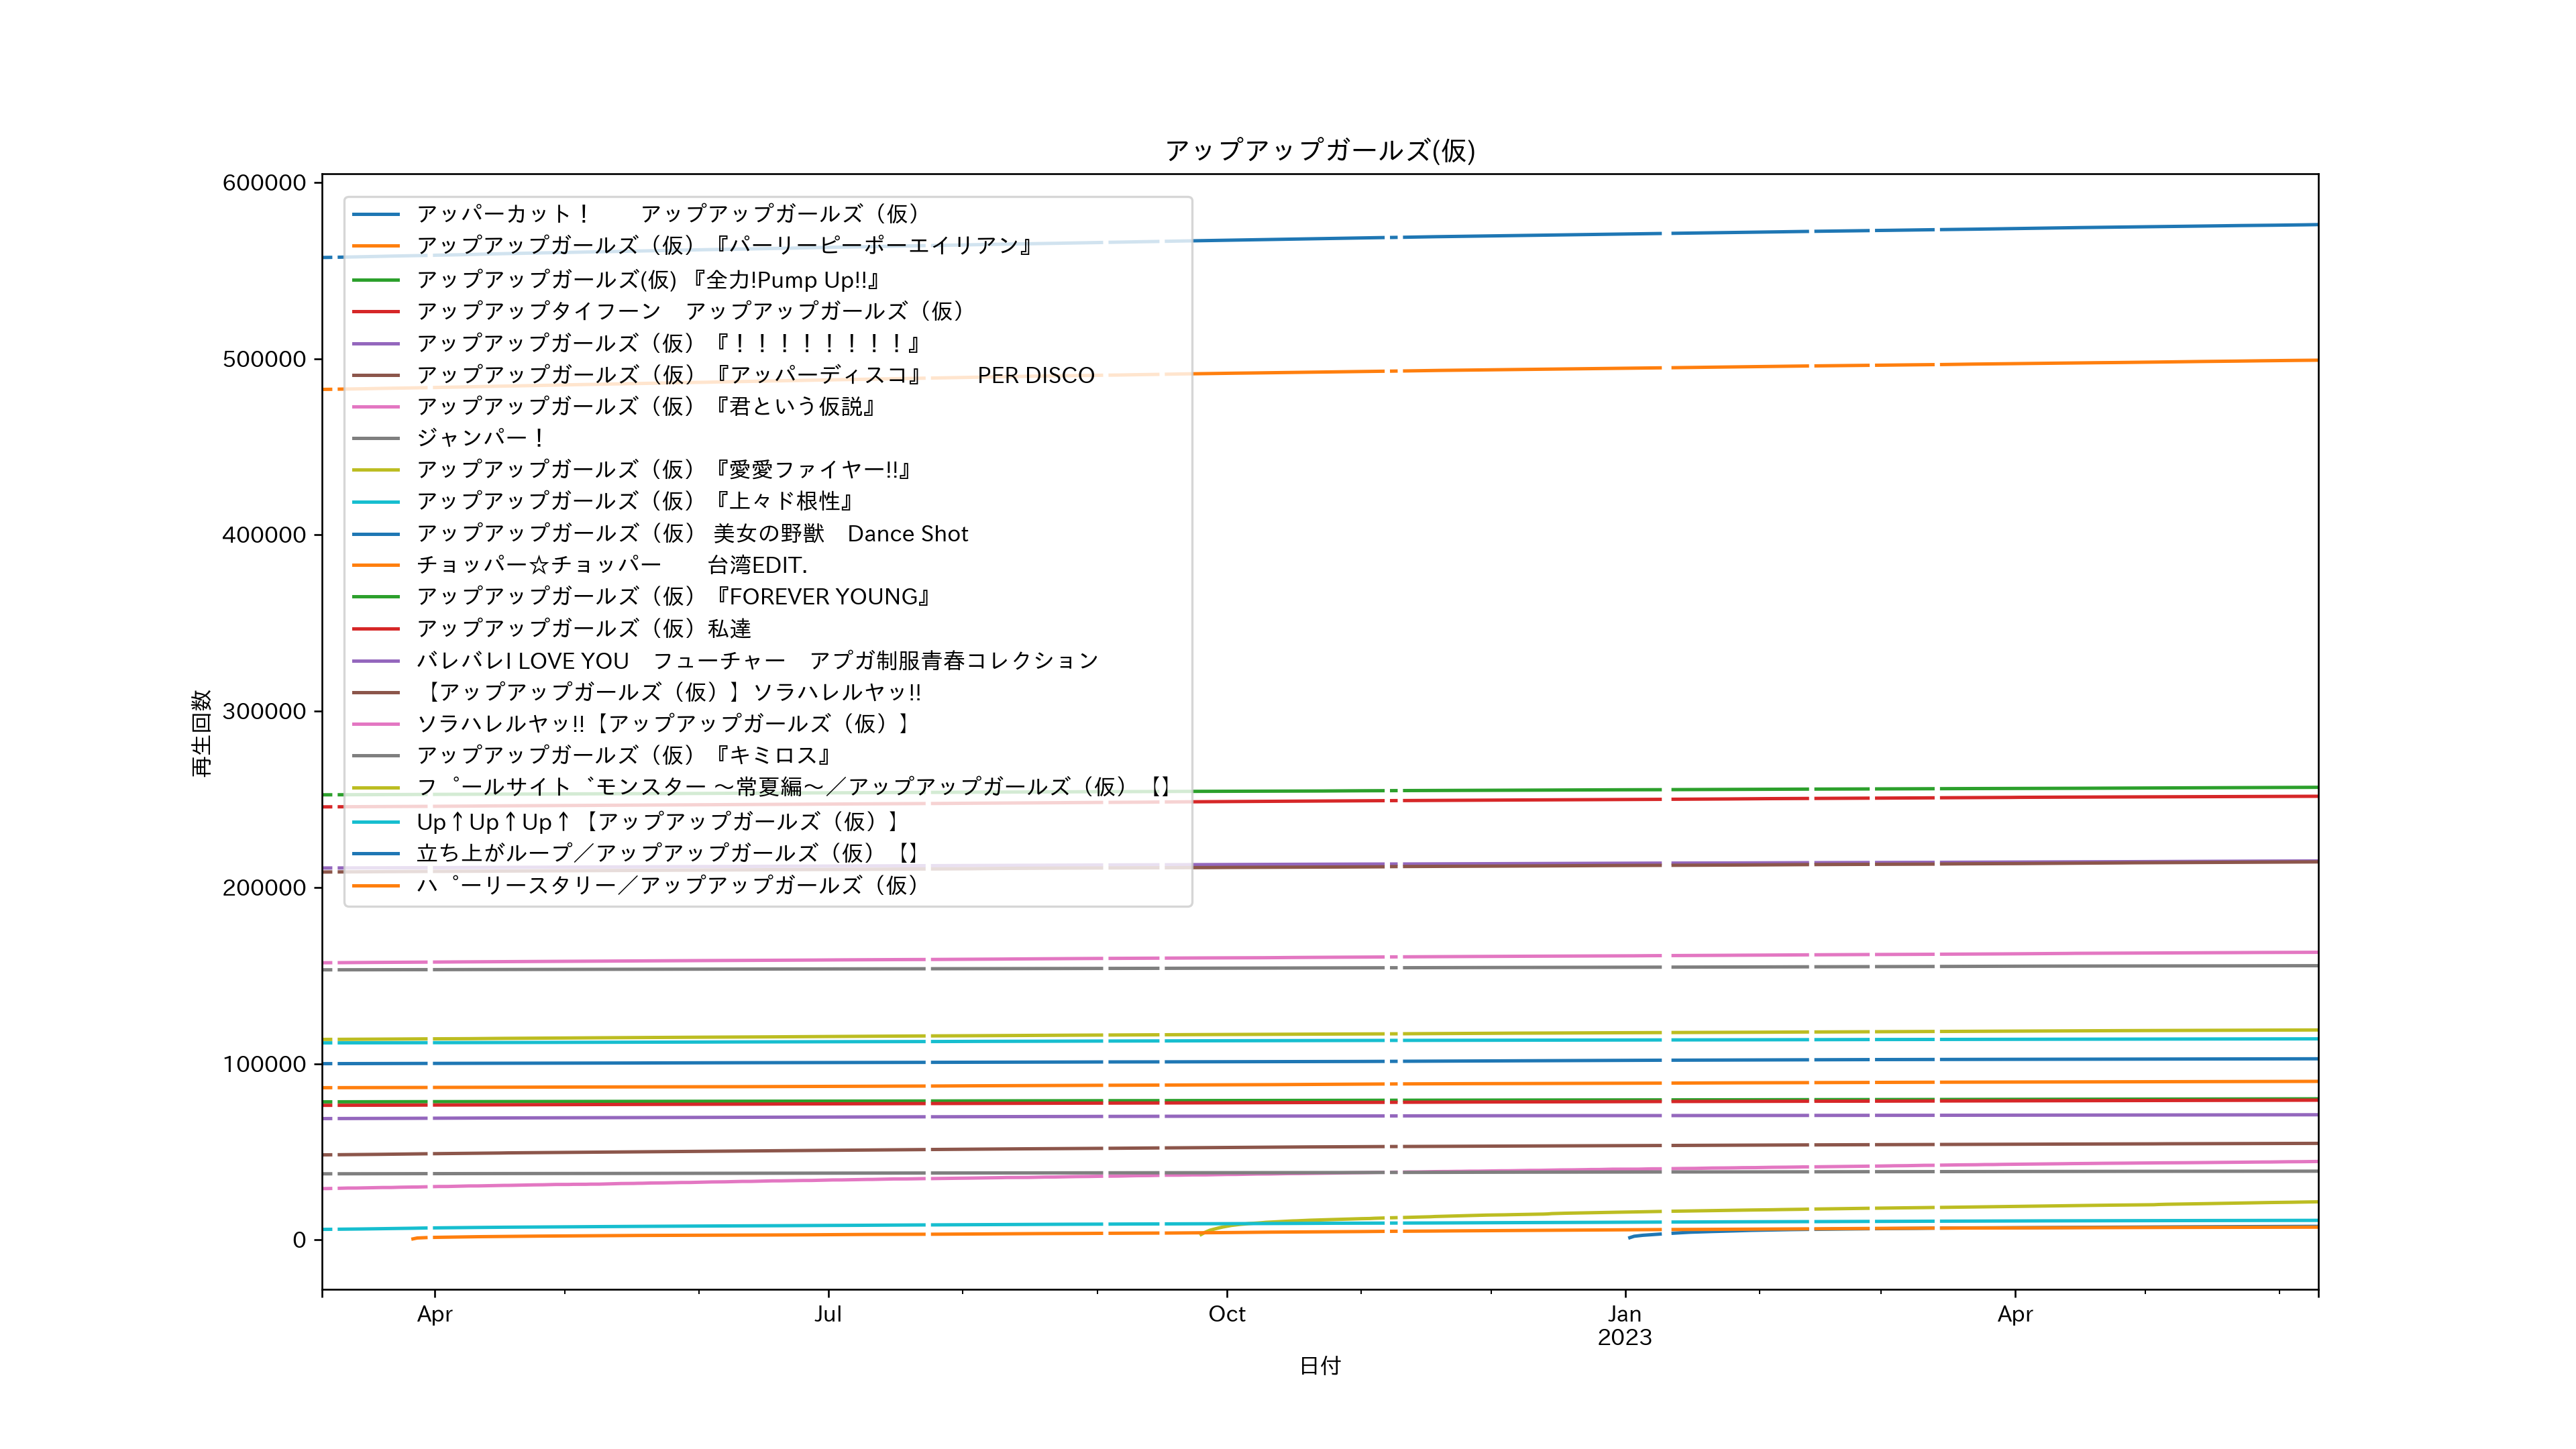 アップアップガールズ(仮)
600000
500000
400000
300000
200000
100000
0
再生回数
アッパーカット！　　アップアップガールズ（仮）
アップアップガールズ（仮）『パーリーピーポーエイリアン』
アップアップガールズ(仮) 『全力!Pump Up!!』
アップアップタイフーン　アップアップガールズ（仮）
アップアップガールズ（仮）『！！！！！！！！』
アップアップガールズ（仮）『アッパーディスコ』　　PER DISCO
アップアップガールズ（仮）『君という仮説』
ジャンパー！
アップアップガールズ（仮）『愛愛ファイヤー!!』
アップアップガールズ（仮）『上々ド根性』
アップアップガールズ（仮） 美女の野獣　Dance Shot
チョッパー☆チョッパー　　台湾EDIT.
アップアップガールズ（仮）『FOREVER YOUNG』
アップアップガールズ（仮）私達
バレバレI LOVE YOU　フューチャー　アプガ制服青春コレクション
【アップアップガールズ（仮）】ソラハレルヤッ!!
ソラハレルヤッ!!【アップアップガールズ（仮）】
アップアップガールズ（仮）『キミロス』
フ゜ールサイト゛モンスター ～常夏編～／アップアップガールズ（仮）【】
Up↑Up↑Up↑【アップアップガールズ（仮）】
立ち上がループ／アップアップガールズ（仮）【】
ハ゜ーリースタリー／アップアップガールズ（仮）
Apr
Jul
Oct
Jan
2023
Apr
日付